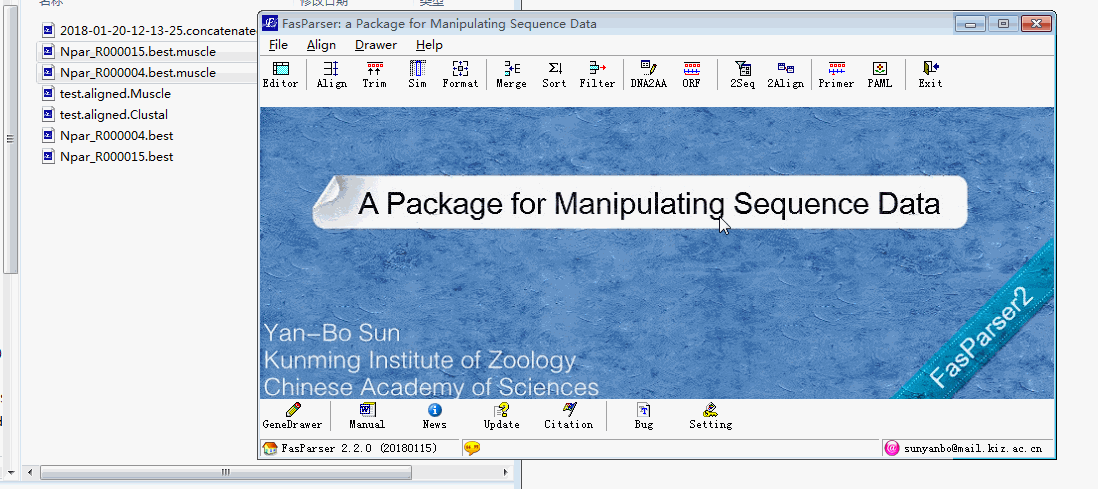 名称
修改日期
类型
2018-01-20-12-13-25.concatenate
Npar_R000015.best.muscle
Npar_R000004.best.muscle
test.aligned.Muscle
test.aligned.Clustal
Npar_R000004.best
Npar_R000015.best
FasParser: a Package for Manipulating Sequence Data
File Align Drawer Help
Editor Align Trim Sim Format Merge Sort Filter DNA2AA ORF 2Seq 2Align Primer PAML Exit
A Package for Manipulating Sequence Data
FasParser2
Yan-Bo Sun
Kunming Institute of Zoology
Chinese Academy of Sciences
GeneDrawer Manual News Update Citation Bug Setting
FasParser 2.2.0 (20180115)
sunyanbo@mail.kiz.ac.cn